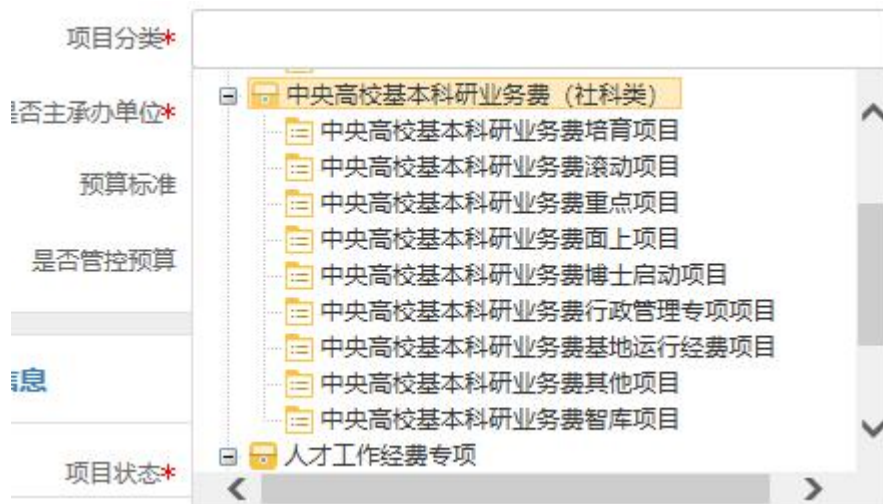 项目分类*
中央高校基本科研业务费（社科类）
是否主承办单位*
中央高校基本科研业务费培育项目
中央高校基本科研业务费滚动项目
预算标准
中央高校基本科研业务费重点项目
中央高校基本科研业务费面上项目
是否管控预算
中央高校基本科研业务费博士启动项目
中央高校基本科研业务费行政管理专项项目
中央高校基本科研业务费基地运行经费项目
信息
中央高校基本科研业务费其他项目
中央高校基本科研业务费智库项目
人才工作经费专项
项目状态*